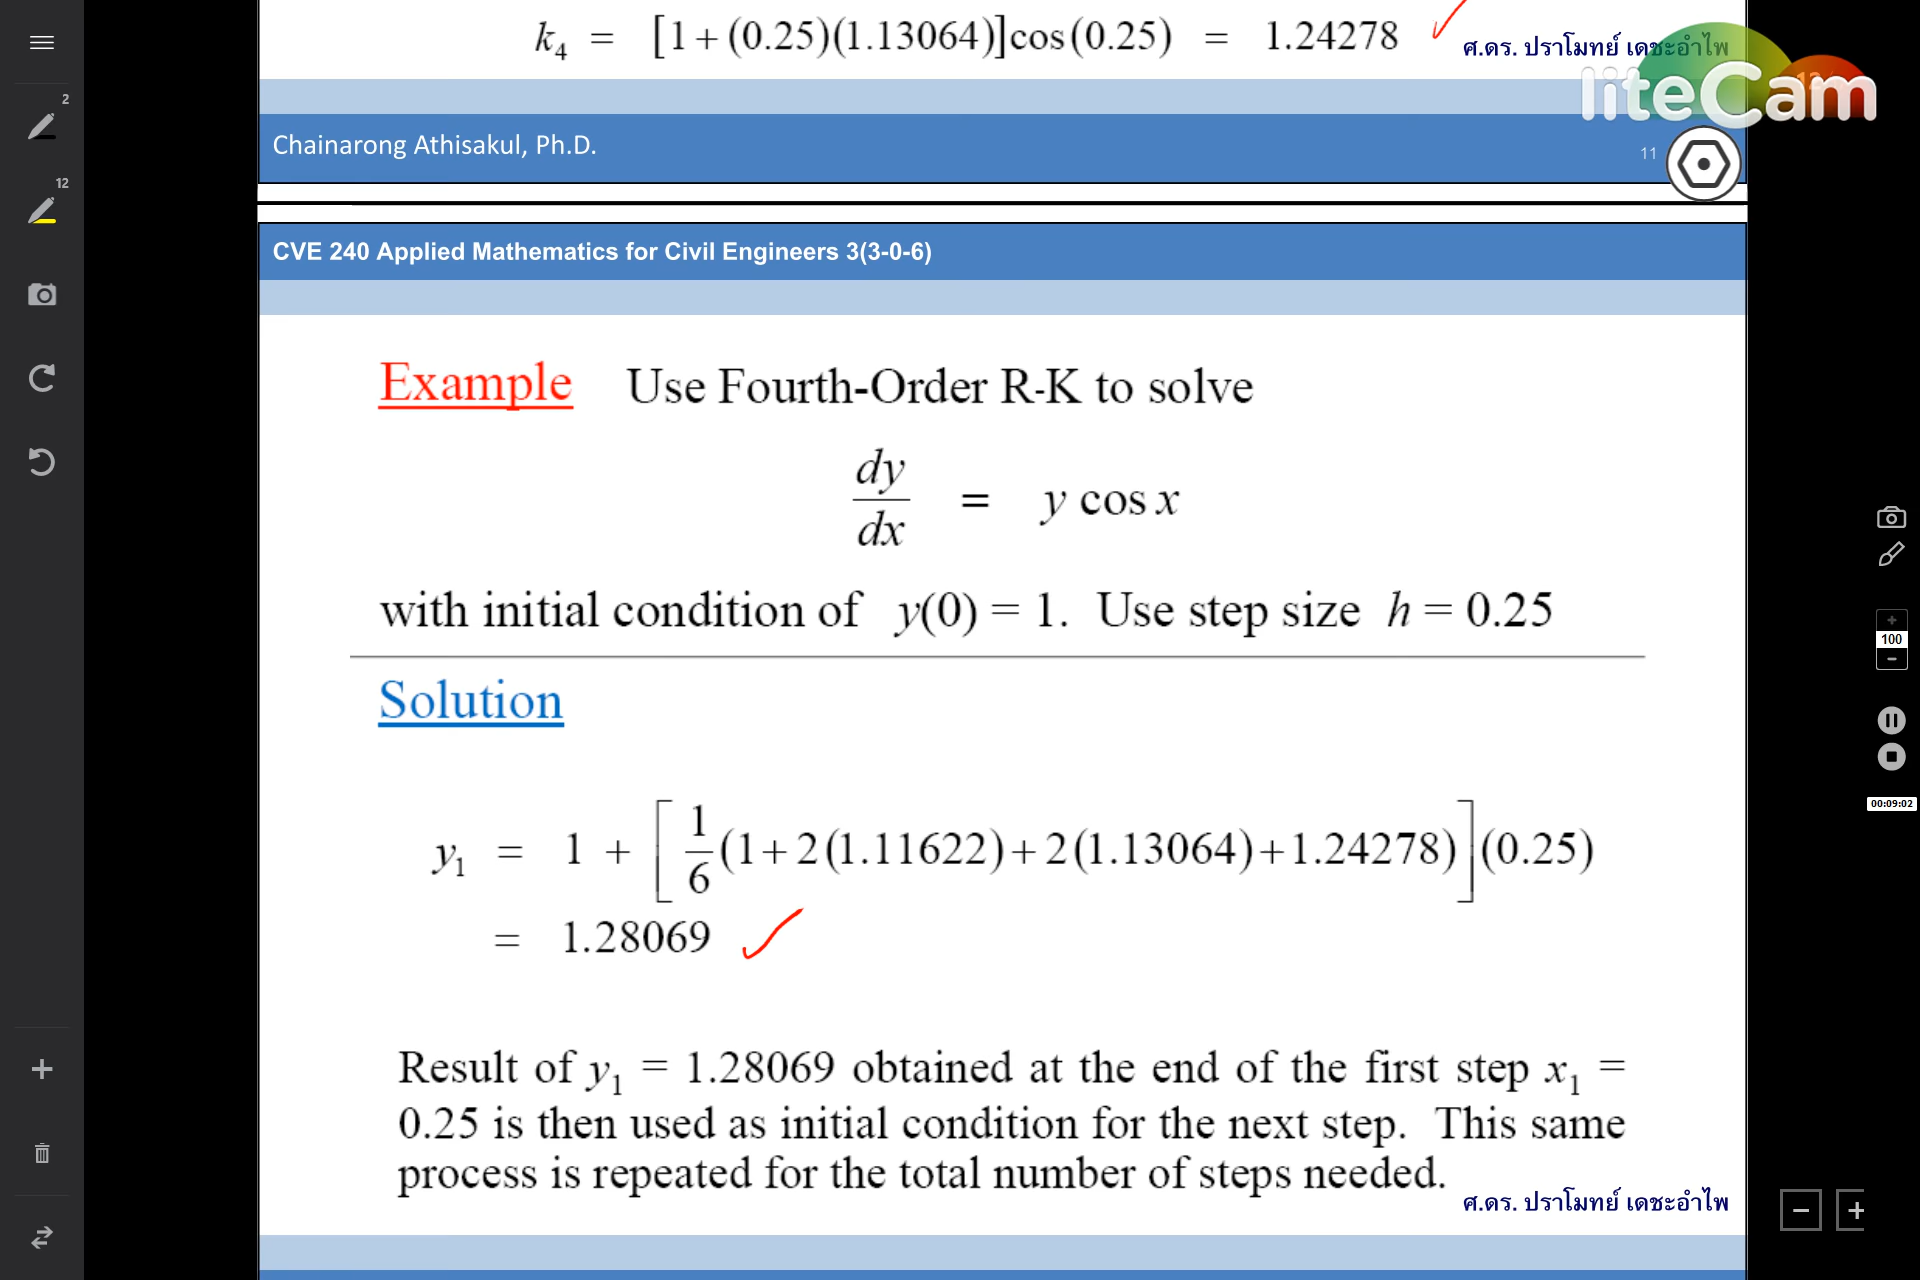 k4 = [1+(0.25)(1.13064)]cos(0.25) = 1.24278
ศ.ดร. ปราโมทย์ เดชะอำไพ
liteCam
2
12
Chainarong Athisakul, Ph.D.
11
CVE 240 Applied Mathematics for Civil Engineers 3(3-0-6)
Example Use Fourth-Order R-K to solve
dy/dx = y cos x
with initial condition of y(0) = 1. Use step size h = 0.25
100
Solution
00:09:02
y1 = 1 + [1/6(1+2(1.11622)+2(1.13064)+1.24278)](0.25)
= 1.28069
Result of y1 = 1.28069 obtained at the end of the first step x1 =
0.25 is then used as initial condition for the next step. This same
process is repeated for the total number of steps needed.
ศ.ดร. ปราโมทย์ เดชะอำไพ